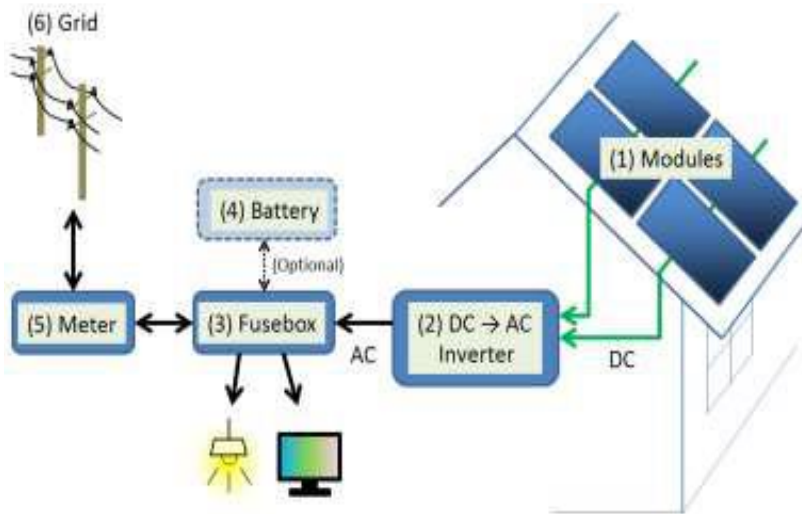 (6) Grid
(1) Modules
(4) Battery
(Optional)
(5) Meter
(3) Fusebox
(2) DC → AC
Inverter
AC
DC